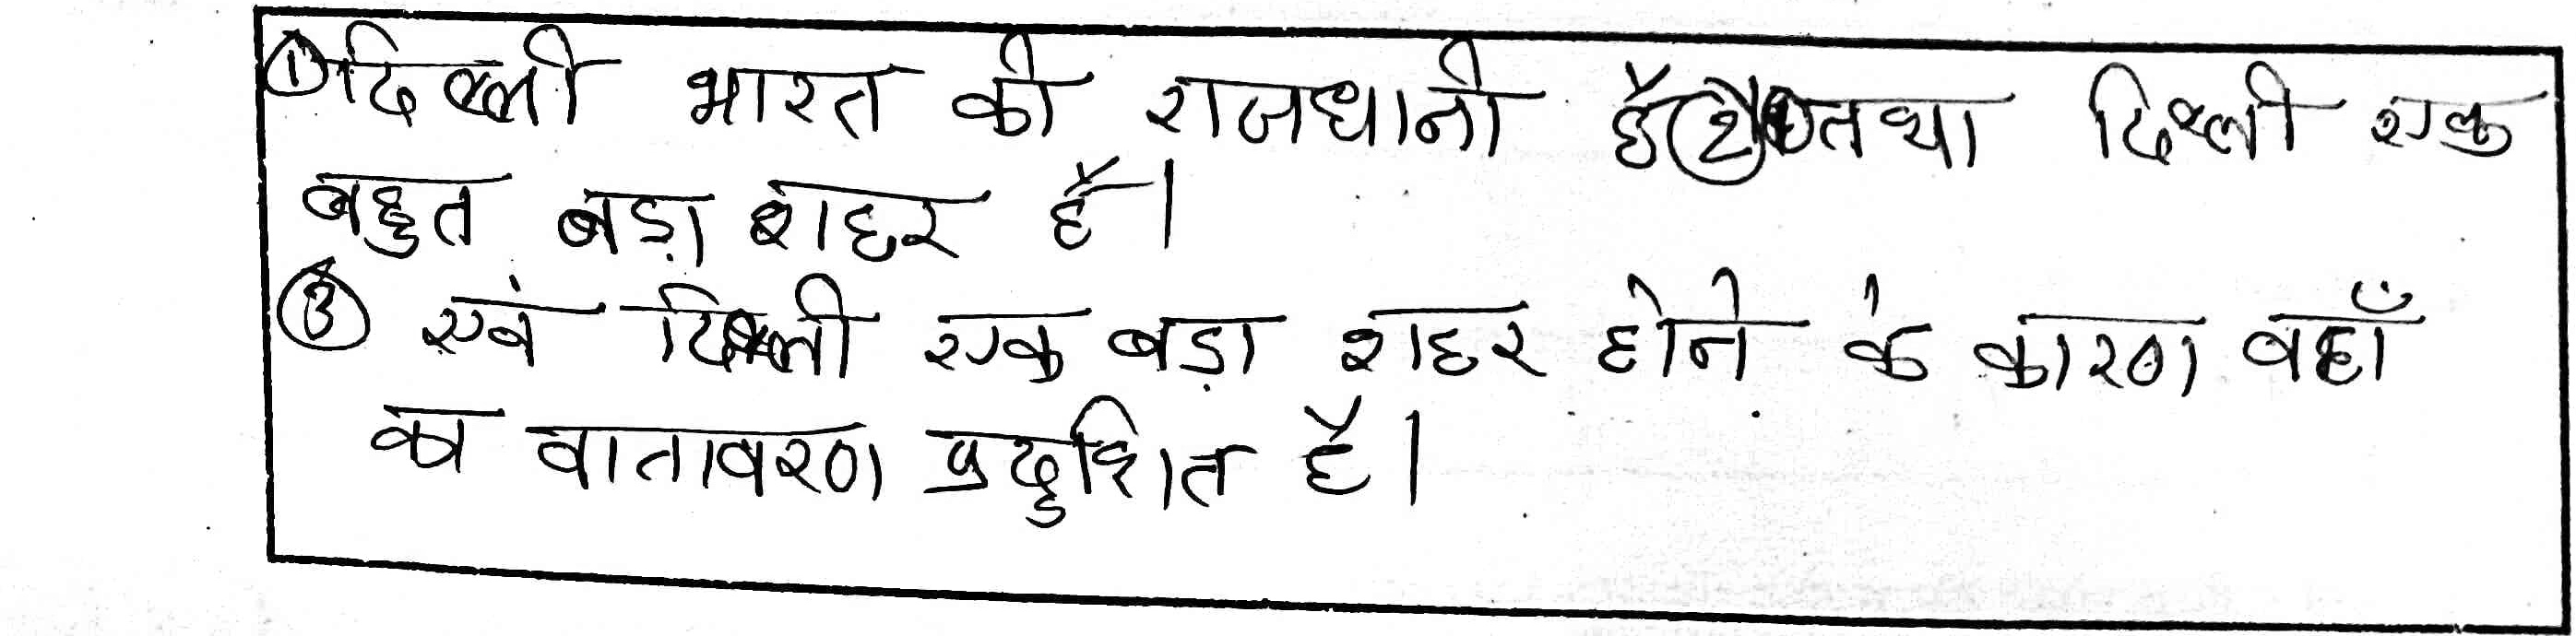 ① दिल्ली भारत की राजधानी है ② तथा दिल्ली एक
बहुत बड़ा शहर है।
③ एवं दिल्ली एक बड़ा शहर होने के कारण वहाँ
का वातावरण प्रदुशित है।